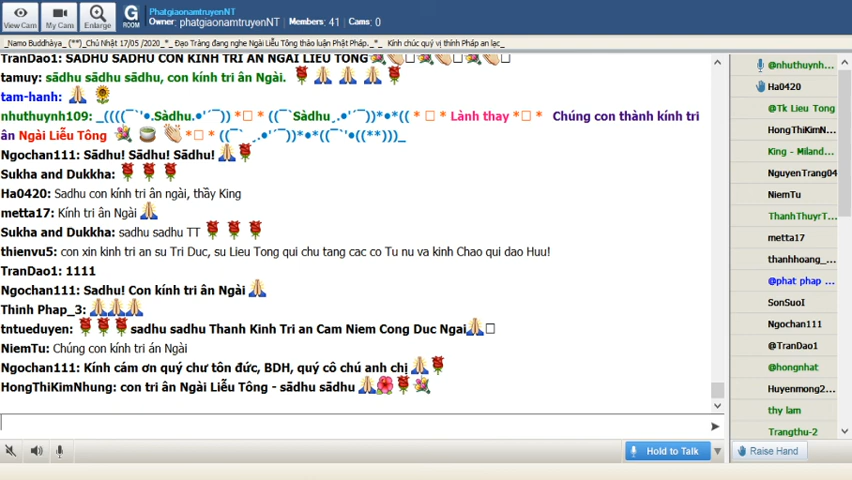 PhatgiaonamtruyenNT
Owner: phatgiaonamtruyenNT Members: 41 Cams: 0
View Cam My Cam Enlarge G ROOM
_Namo Buddhàya_ (**)_Chủ Nhật 17/05 /2020_*_ Đạo Tràng đang nghe Ngài Liễu Tông thảo luận Phật Pháp._*_ Kính chúc quý vị thính Pháp an lạc_
TranDao1: SADHU SADHU CON KINH TRI AN NGAI LIEU TONG
tamuy: sādhu sādhu sādhu, con kính tri ân Ngài.
tam-hanh:
nhuthuynh109: _((((¯`'•.Sàdhu.•'´¯)) *□ * ((¯`Sàdhu¸.•'´¯))*•*(( * □ * Lành thay *□ * Chúng con thành kính tri
ân Ngài Liễu Tông *□ * ((¯`¸.•'´¯))*•*((¯`'•((**)))_
Ngochan111: Sādhu! Sādhu! Sādhu!
Sukha and Dukkha:
Ha0420: Sadhu con kính tri ân ngài, thầy King
metta17: Kính tri ân Ngài
Sukha and Dukkha: sadhu sadhu TT
thienvu5: con xin kinh tri an su Tri Duc, su Lieu Tong qui chu tang cac co Tu nu va kinh Chao qui dao Huu!
TranDao1: 1111
Ngochan111: Sadhu! Con kính tri ân Ngài
Thinh Phap_3:
tntueduyen: sadhu sadhu Thanh Kinh Tri an Cam Niem Cong Duc Ngai
NiemTu: Chúng con kính tri án Ngài
Ngochan111: Kính cám ơn quý chư tôn đức, BDH, quý cô chú anh chị
HongThiKimNhung: con tri ân Ngài Liễu Tông - sādhu sādhu
Hold to Talk
@nhuthuynh...
Ha0420
@Tk Lieu Tong
HongThiKimN...
King - Miland...
NguyenTrang04
NiemTu
ThanhThuyrT...
metta17
thanhhoang_...
@phat phap ...
SonSuoI
Ngochan111
@TranDao1
@hongnhat
Huyenmong2...
thy lam
Trangthu-2
Raise Hand